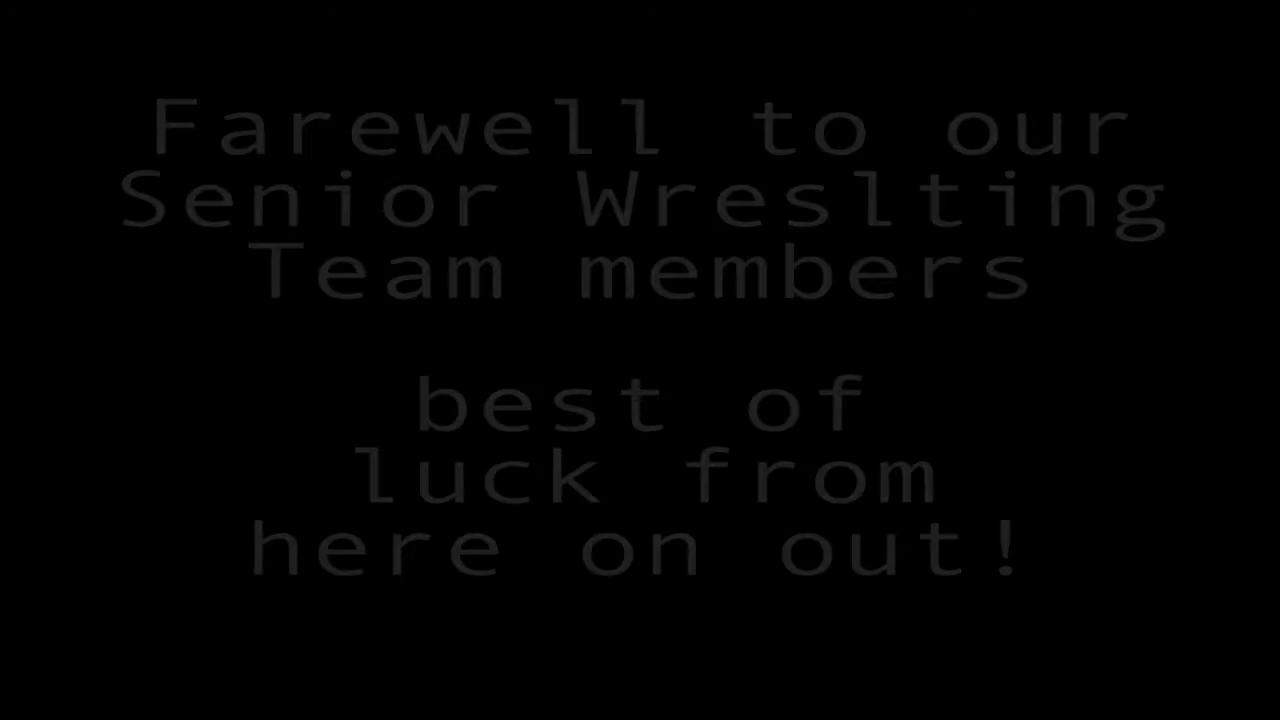 Farewell to our
Senior Wreslting
Team members
best of
luck from
here on out!